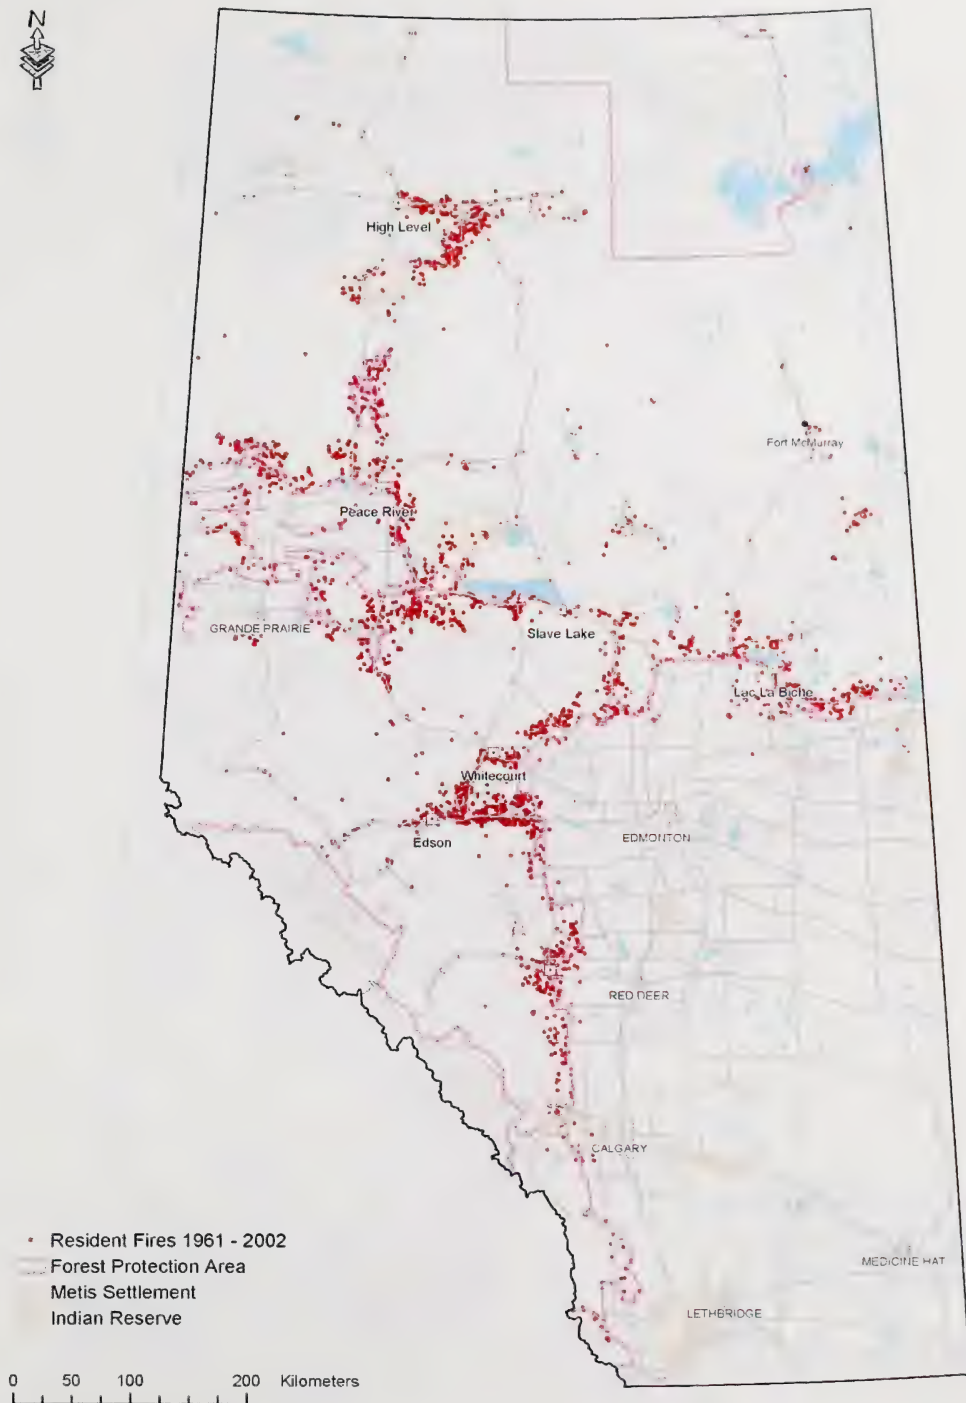 N
High Level
Fort McMurray
Peace River
GRANDE PRAIRIE
Slave Lake
Lac La Biche
Whitecourt
EDMONTON
Edson
RED DEER
CALGARY
MEDICINE HAT
LETHBRIDGE
Resident Fires 1961 - 2002
Forest Protection Area
Metis Settlement
Indian Reserve
0 50 100 200 Kilometers